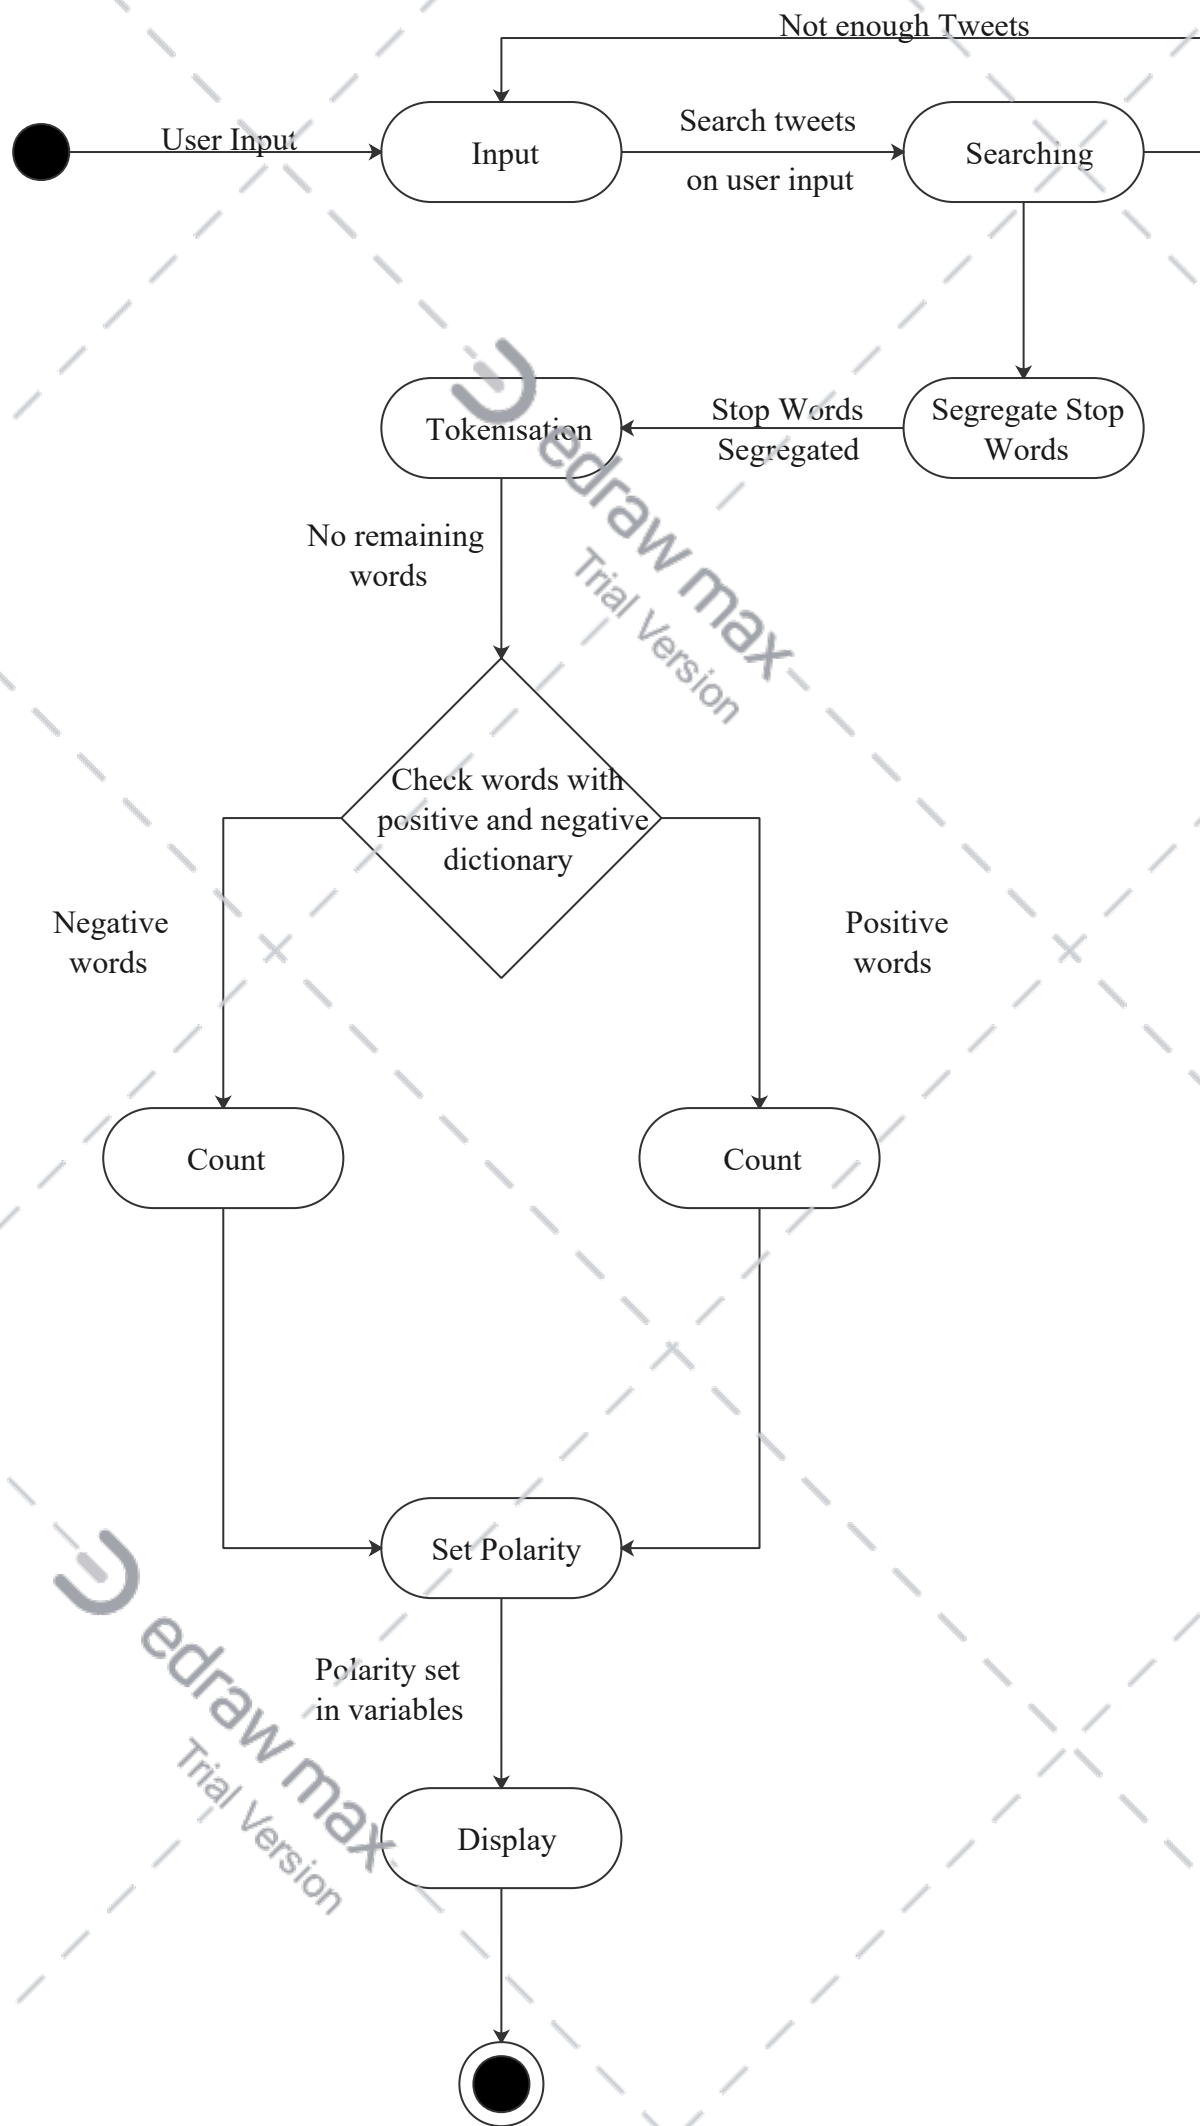 Not enough Tweets
User Input
Input
Search tweets
on user input
Searching
Tokenisation
Stop Words
Segregated
Segregate Stop
Words
No remaining
words
edraw max
Trial Version
Check words with
positive and negative
dictionary
Negative
words
Positive
words
Count
Count
Set Polarity
edraw max
Trial Version
Polarity set
in variables
Display